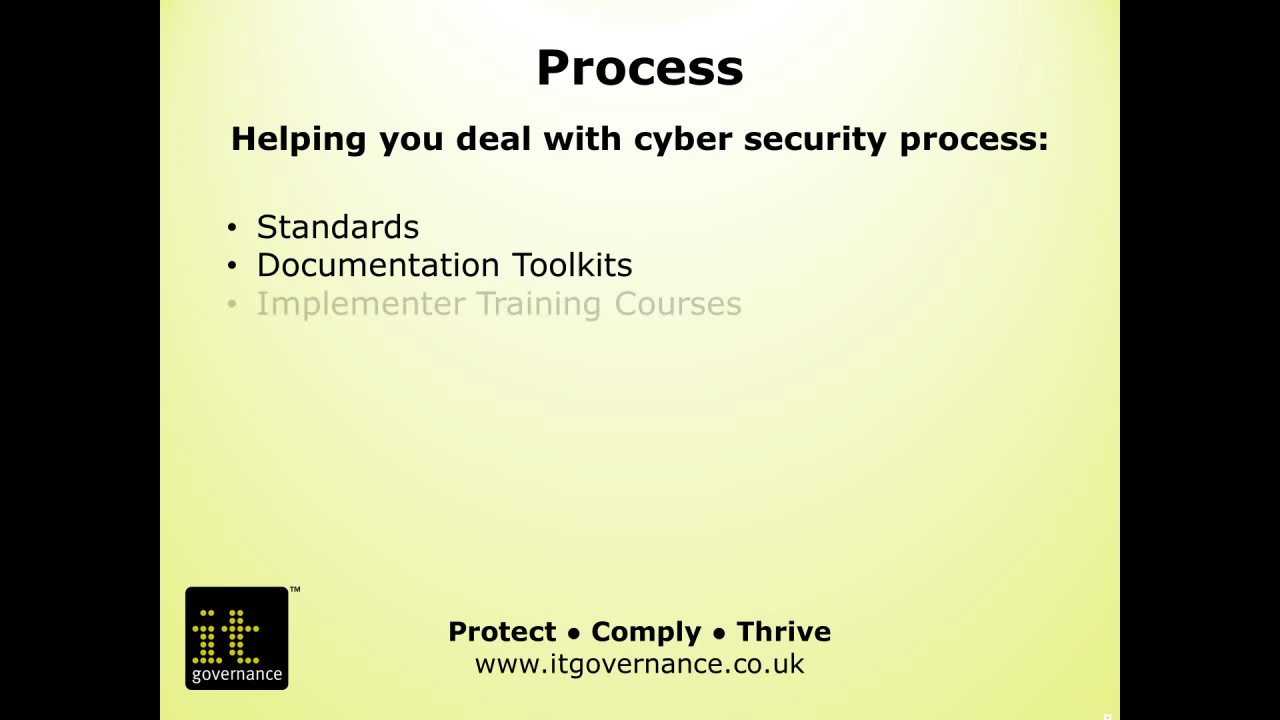 Process
Helping you deal with cyber security process:
• Standards
• Documentation Toolkits
• Implementer Training Courses
it
governance
™
Protect ● Comply ● Thrive
www.itgovernance.co.uk